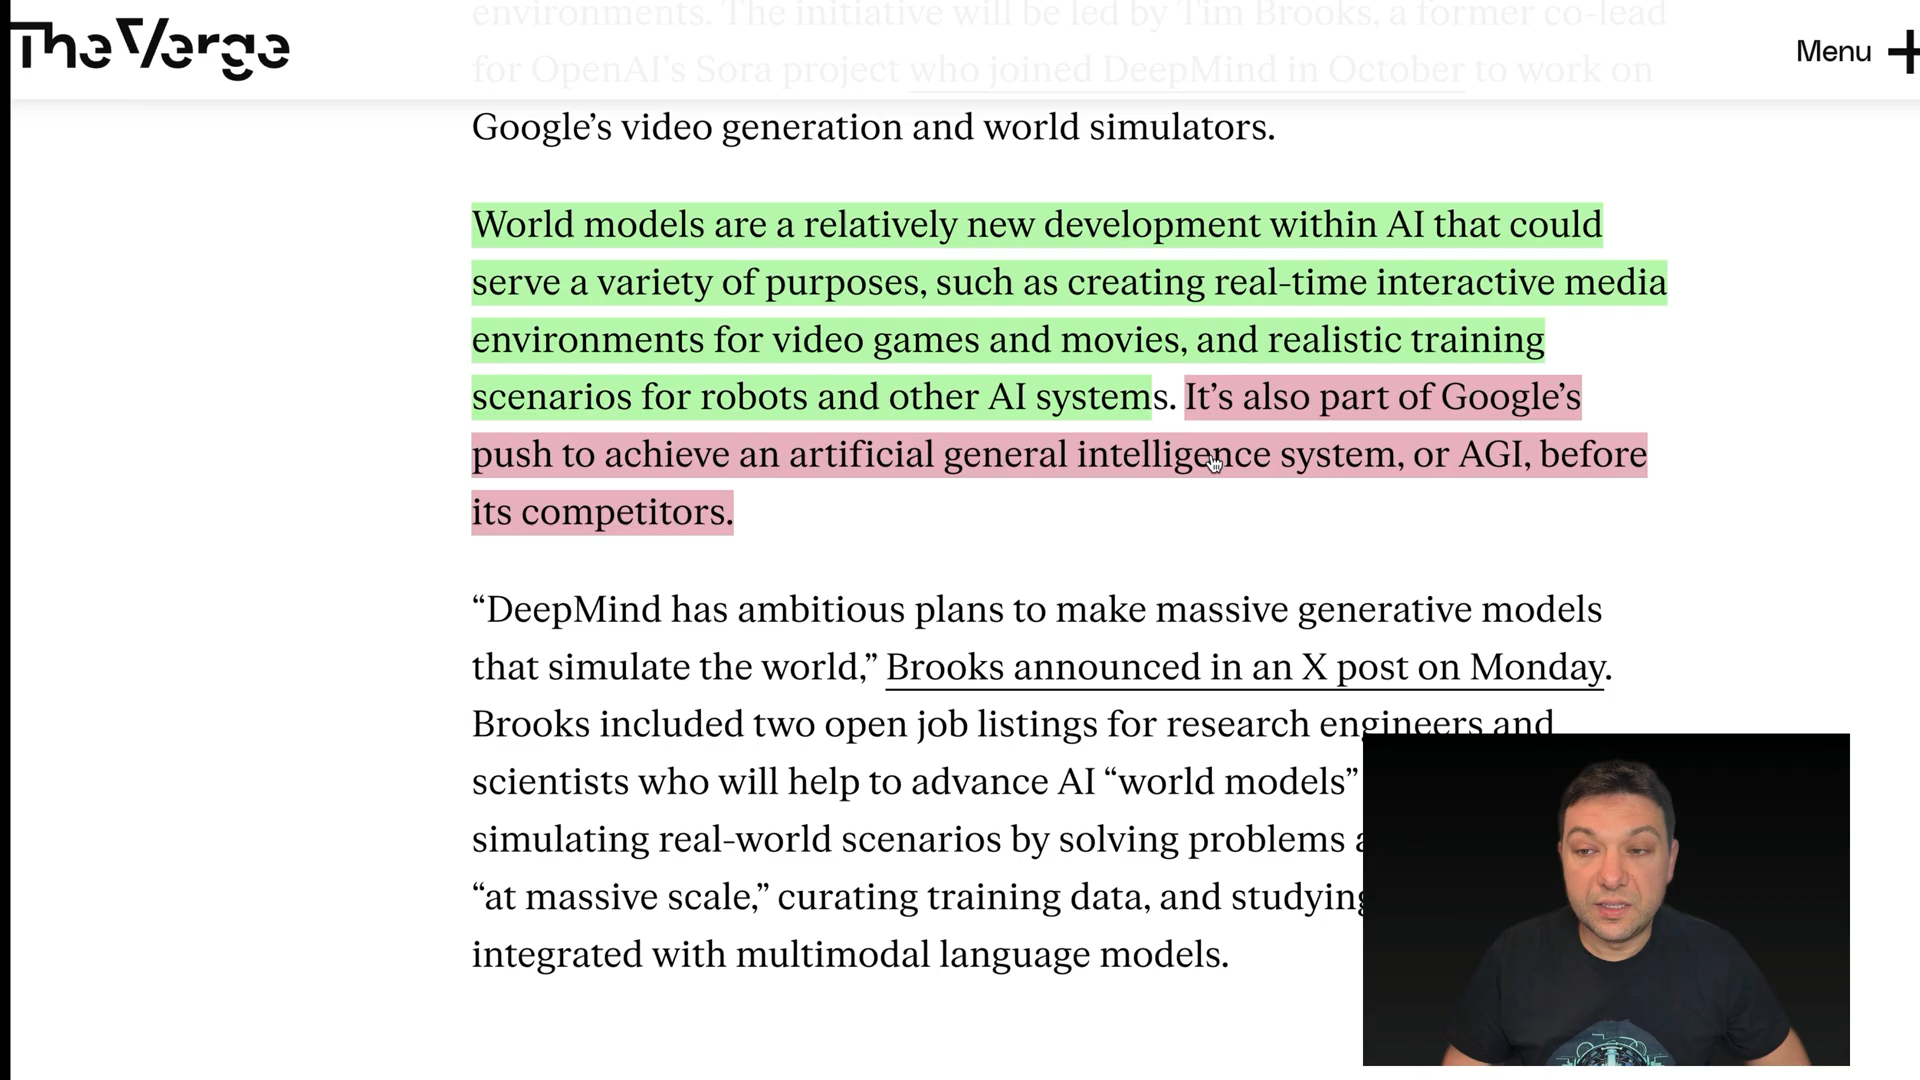 environments. The initiative will be led by Tim Brooks, a former co-lead
The Verge
Menu
for OpenAI’s Sora project who joined DeepMind in October to work on
Google’s video generation and world simulators.
World models are a relatively new development within AI that could
serve a variety of purposes, such as creating real-time interactive media
environments for video games and movies, and realistic training
scenarios for robots and other AI systems. It’s also part of Google’s
push to achieve an artificial general intelligence system, or AGI, before
its competitors.
“DeepMind has ambitious plans to make massive generative models
that simulate the world,” Brooks announced in an X post on Monday.
Brooks included two open job listings for research engineers and
scientists who will help to advance AI “world models”
simulating real-world scenarios by solving problems
“at massive scale,” curating training data, and studying
integrated with multimodal language models.